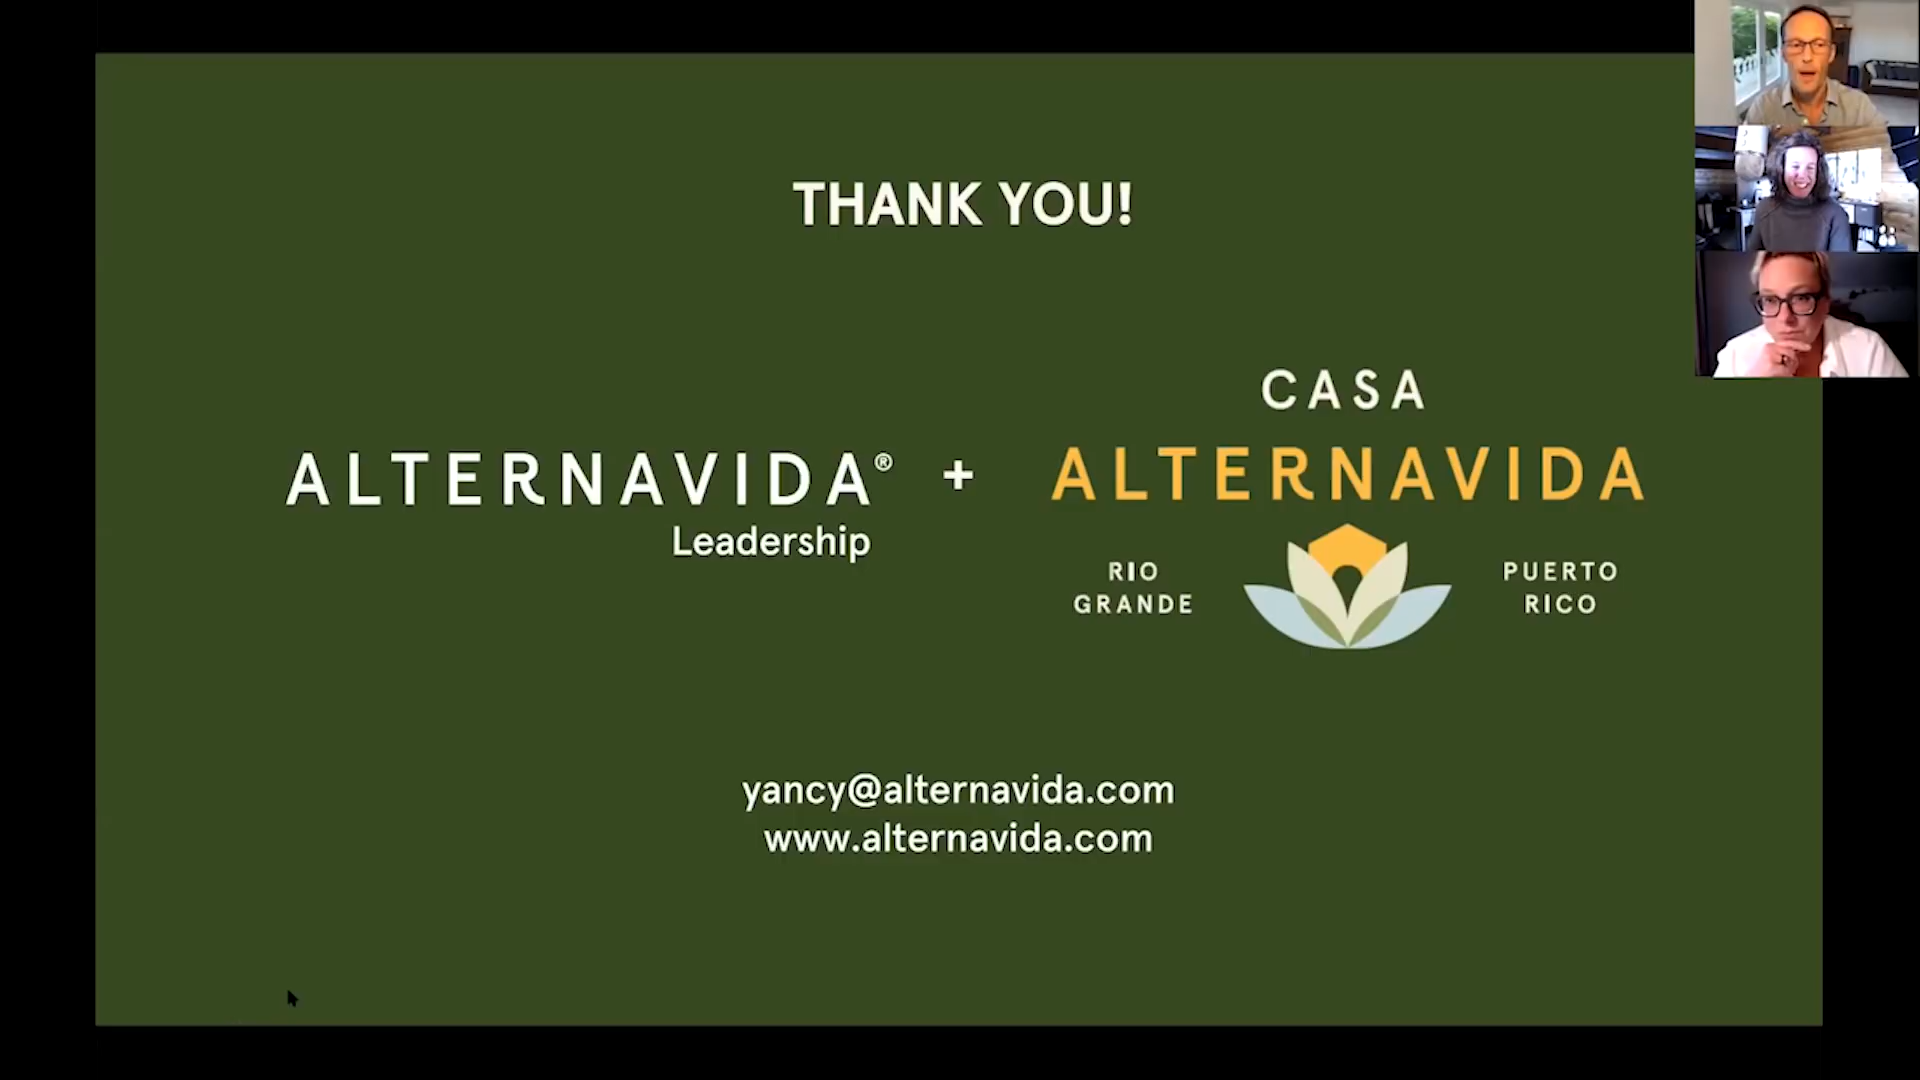 THANK YOU!
ALTERNAVIDA®
Leadership
+
CASA
ALTERNAVIDA
RIO
GRANDE
PUERTO
RICO
yancy@alternavida.com
www.alternavida.com